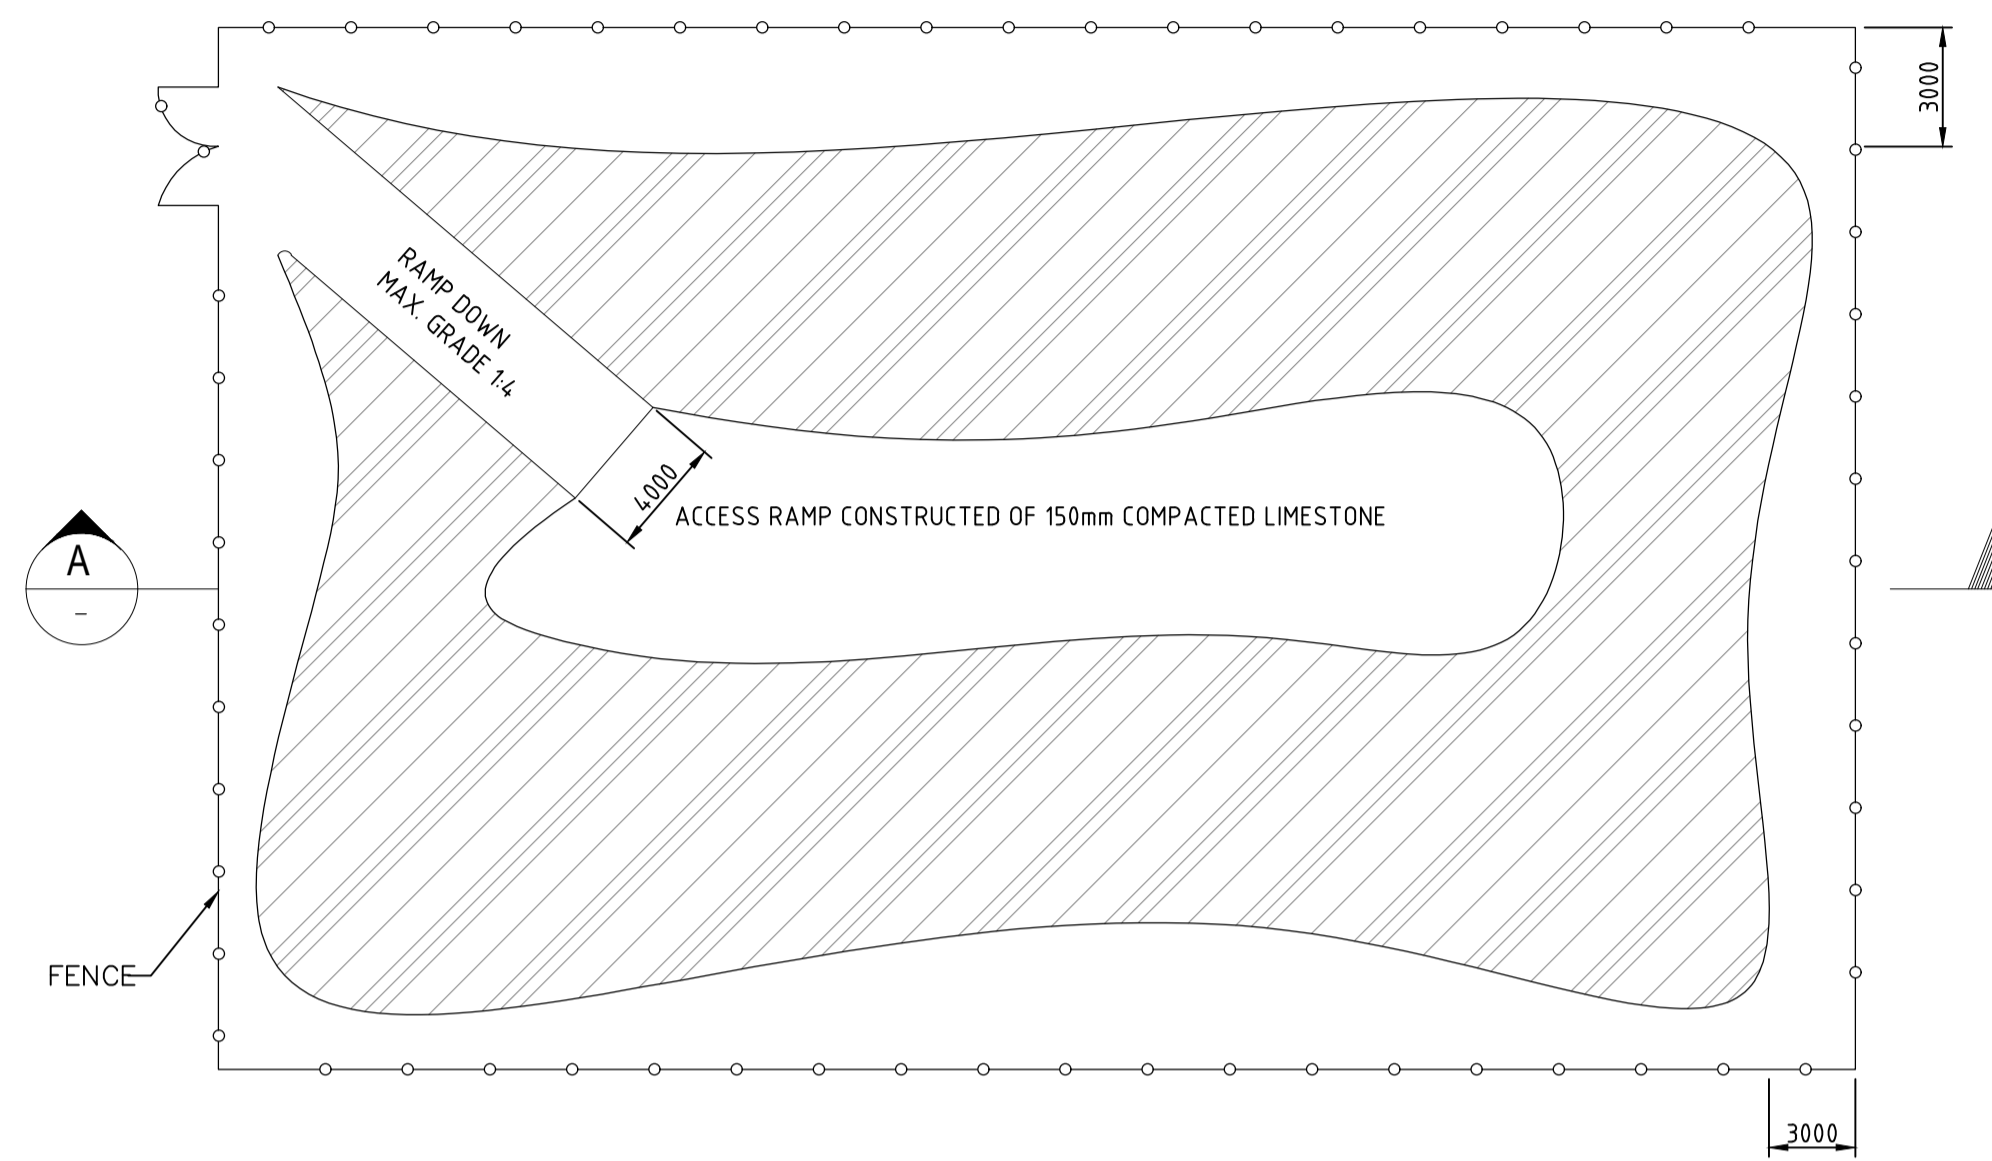 3000
RAMP DOWN
MAX. GRADE 1:4
4000
ACCESS RAMP CONSTRUCTED OF 150mm COMPACTED LIMESTONE
A
-
FENCE
3000